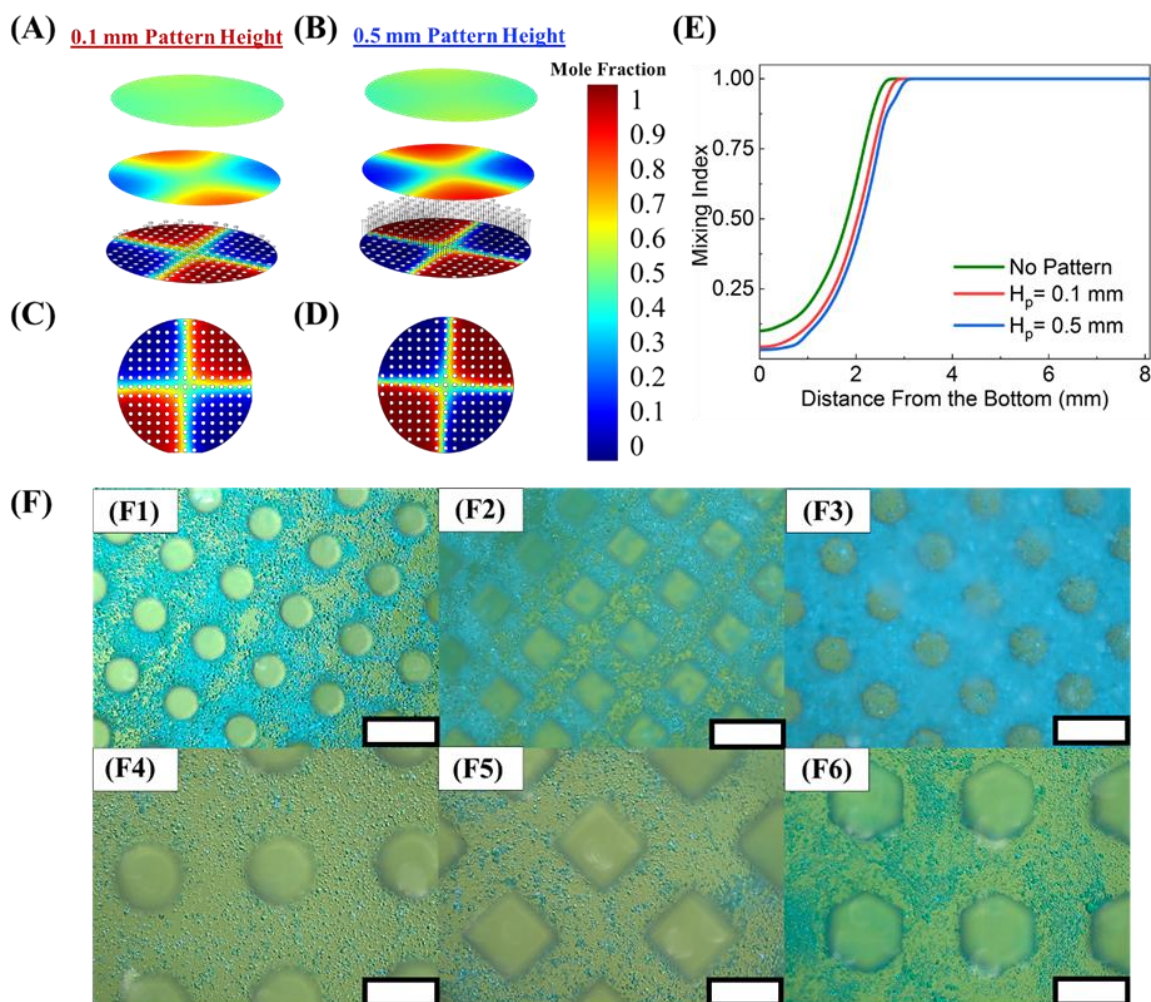 (A)
0.1 mm Pattern Height
(B)
0.5 mm Pattern Height
Mole Fraction
1
0.9
0.8
0.7
0.6
0.5
0.4
0.3
0.2
0.1
0
(C)
(D)
(E)
Mixing Index
1.00
0.75
0.50
0.25
No Pattern
Hp= 0.1 mm
Hp= 0.5 mm
0 2 4 6 8
Distance From the Bottom (mm)
(F)
(F1)
(F2)
(F3)
(F4)
(F5)
(F6)